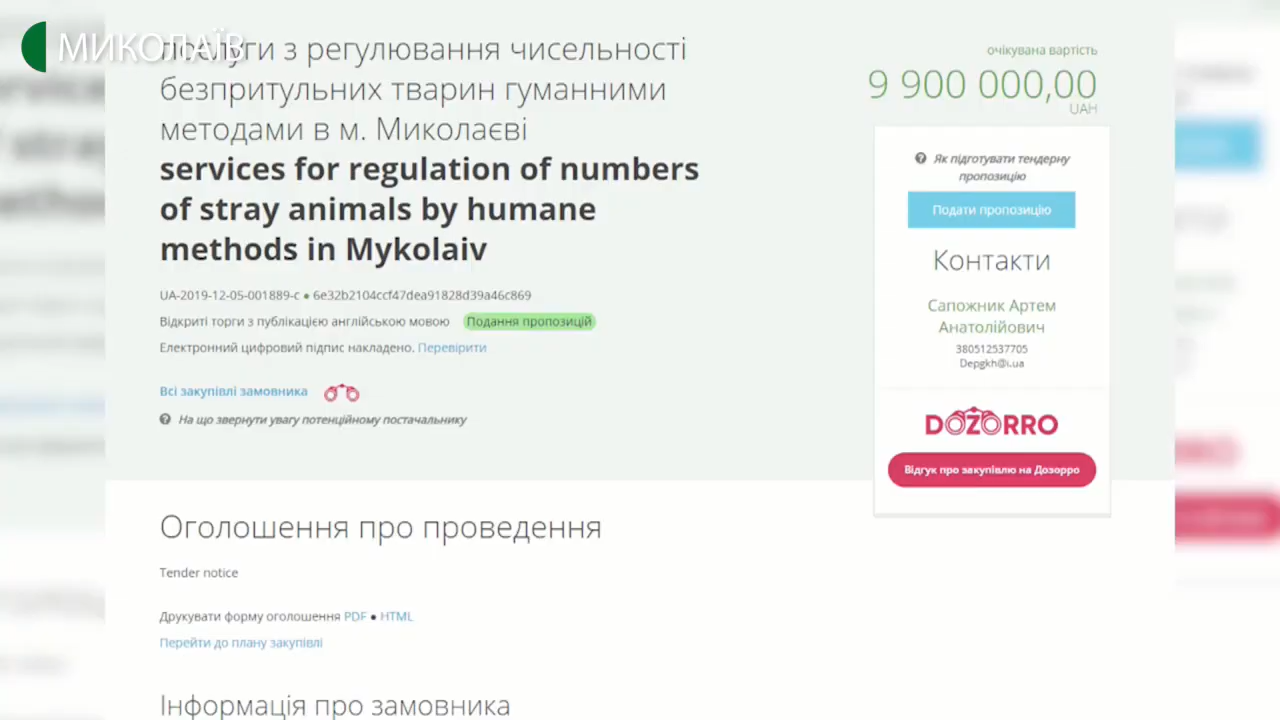 МИКОЛАЇВ
послуги з регулювання чисельності
безпритульних тварин гуманними
методами в м. Миколаєві
services for regulation of numbers
of stray animals by humane
methods in Mykolaiv
UA-2019-12-05-001889-c ● 6e32b2104ccf47dea91828d39a46c869
Відкриті торги з публікацією англійською мовою Подання пропозицій
Електронний цифровий підпис накладено. Перевірити
Всі закупівлі замовника
На що звернути увагу потенційному постачальнику
очікувана вартість
9 900 000,00
UAH
Як підготувати тендерну
пропозицію
Подати пропозицію
Контакти
Сапожник Артем
Анатолійович
380512537705
Depgkh@i.ua
DOZORRO
Відгук про закупівлю на Дозорро
Оголошення про проведення
Tender notice
Друкувати форму оголошення PDF ● HTML
Перейти до плану закупівлі
Інформація про замовника